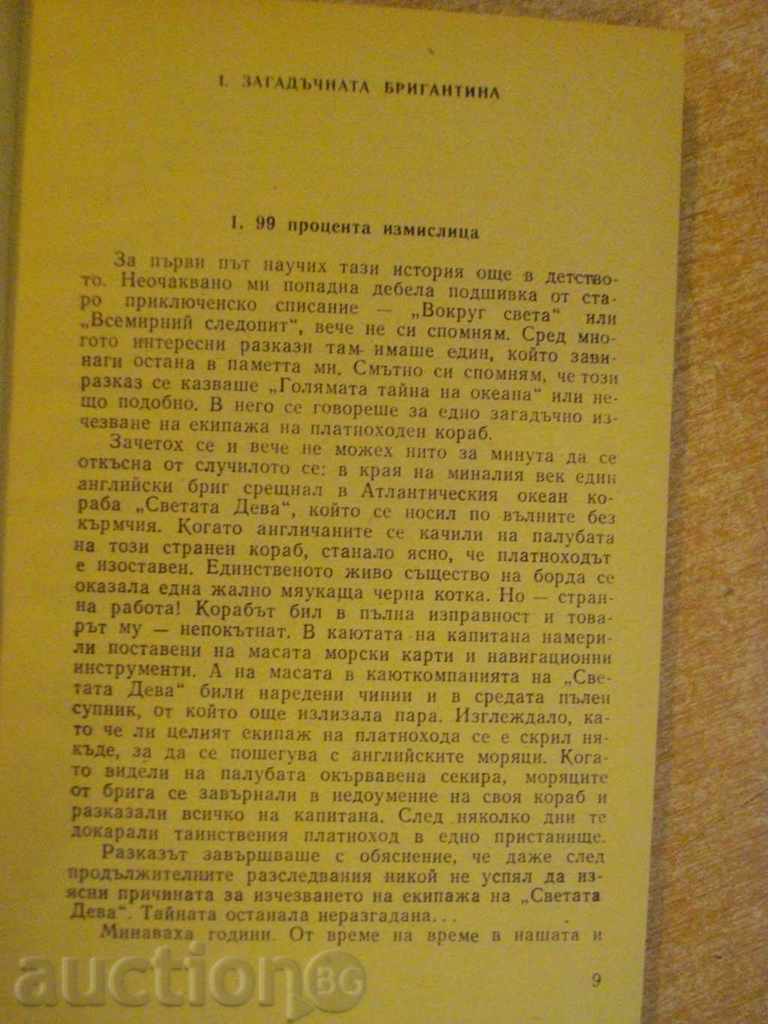 I. ЗАГАДЪЧНАТА БРИГАНТИНА
1. 99 процента измислица
За първи път научих тази история още в детство-
то. Неочаквано ми попадна дебела подшивка от ста-
ро приключенско списание — „Вокруг света“ или
„Всемирний следопит“, вече не си спомням. Сред мно-
гото интересни разкази там имаше един, който зави-
наги остана в паметта ми. Смътно си спомням, че този
разказ се казваше „Голямата тайна на океана“ или не-
що подобно. В него се говореше за едно загадъчно из-
чезване на екипажа на платноходен кораб.
Зачетох се и вече не можех нито за минута да се
откъсна от случилото се: в края на миналия век един
английски бриг срещнал в Атлантическия океан ко-
раба „Светата Дева“, който се носил по вълните без
кърмчия. Когато англичаните се качили на палубата
на този странен кораб, станало ясно, че платноходът
е изоставен. Единственото живо същество на борда се
оказала една жално мяукаща черна котка. Но — стран-
на работа! Корабът бил в пълна изправност и това-
рът му — непокътнат. В каютата на капитана намери-
ли поставени на масата морски карти и навигационни
инструменти. А на масата в каюткомпанията на „Све-
тата Дева“ били наредени чинии и в средата пълен
супник, от който още излизала пара. Изглеждало, ка-
то че ли целият екипаж на платнохода се е скрил ня-
къде, за да се пошегува с английските моряци. Кога-
то видели на палубата окървавена секира, моряците
от брига се завърнали в недоумение на своя кораб и
разказали всичко на капитана. След няколко дни те
докарали тайнствения платноход в едно пристанище.
Разказът завършваше с обяснение, че даже след
продължителните разследвания никой не успял да из-
ясни причината за изчезването на екипажа на „Светата
Дева“. Тайната останала неразгадана...
Минаваха години. От време на време в нашата и
9
auctionBG